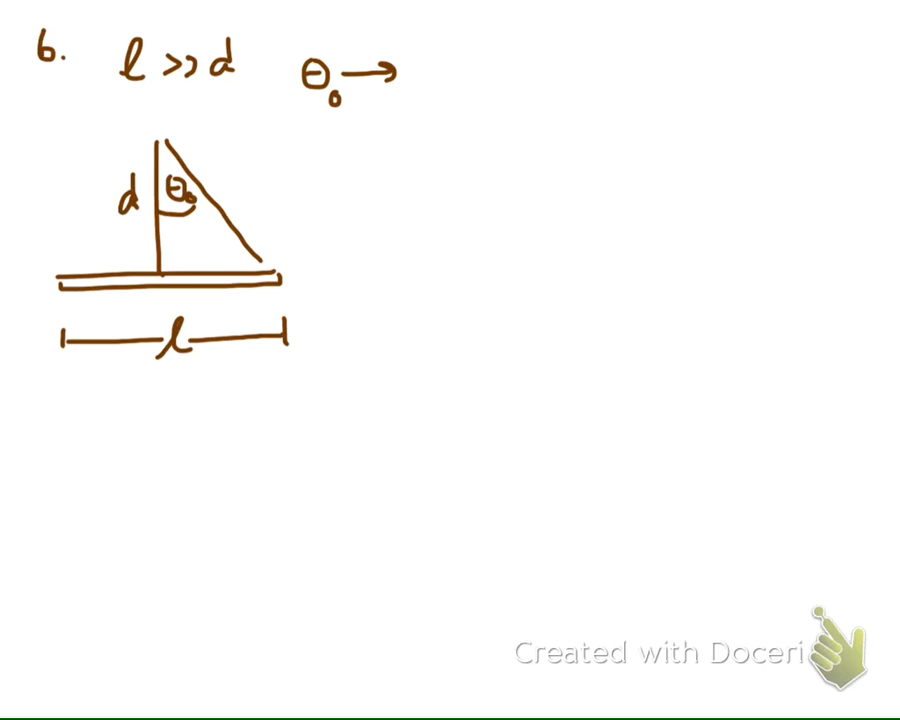 6. l >> d θ₀ →
d θ₀
l
Created with Doceri